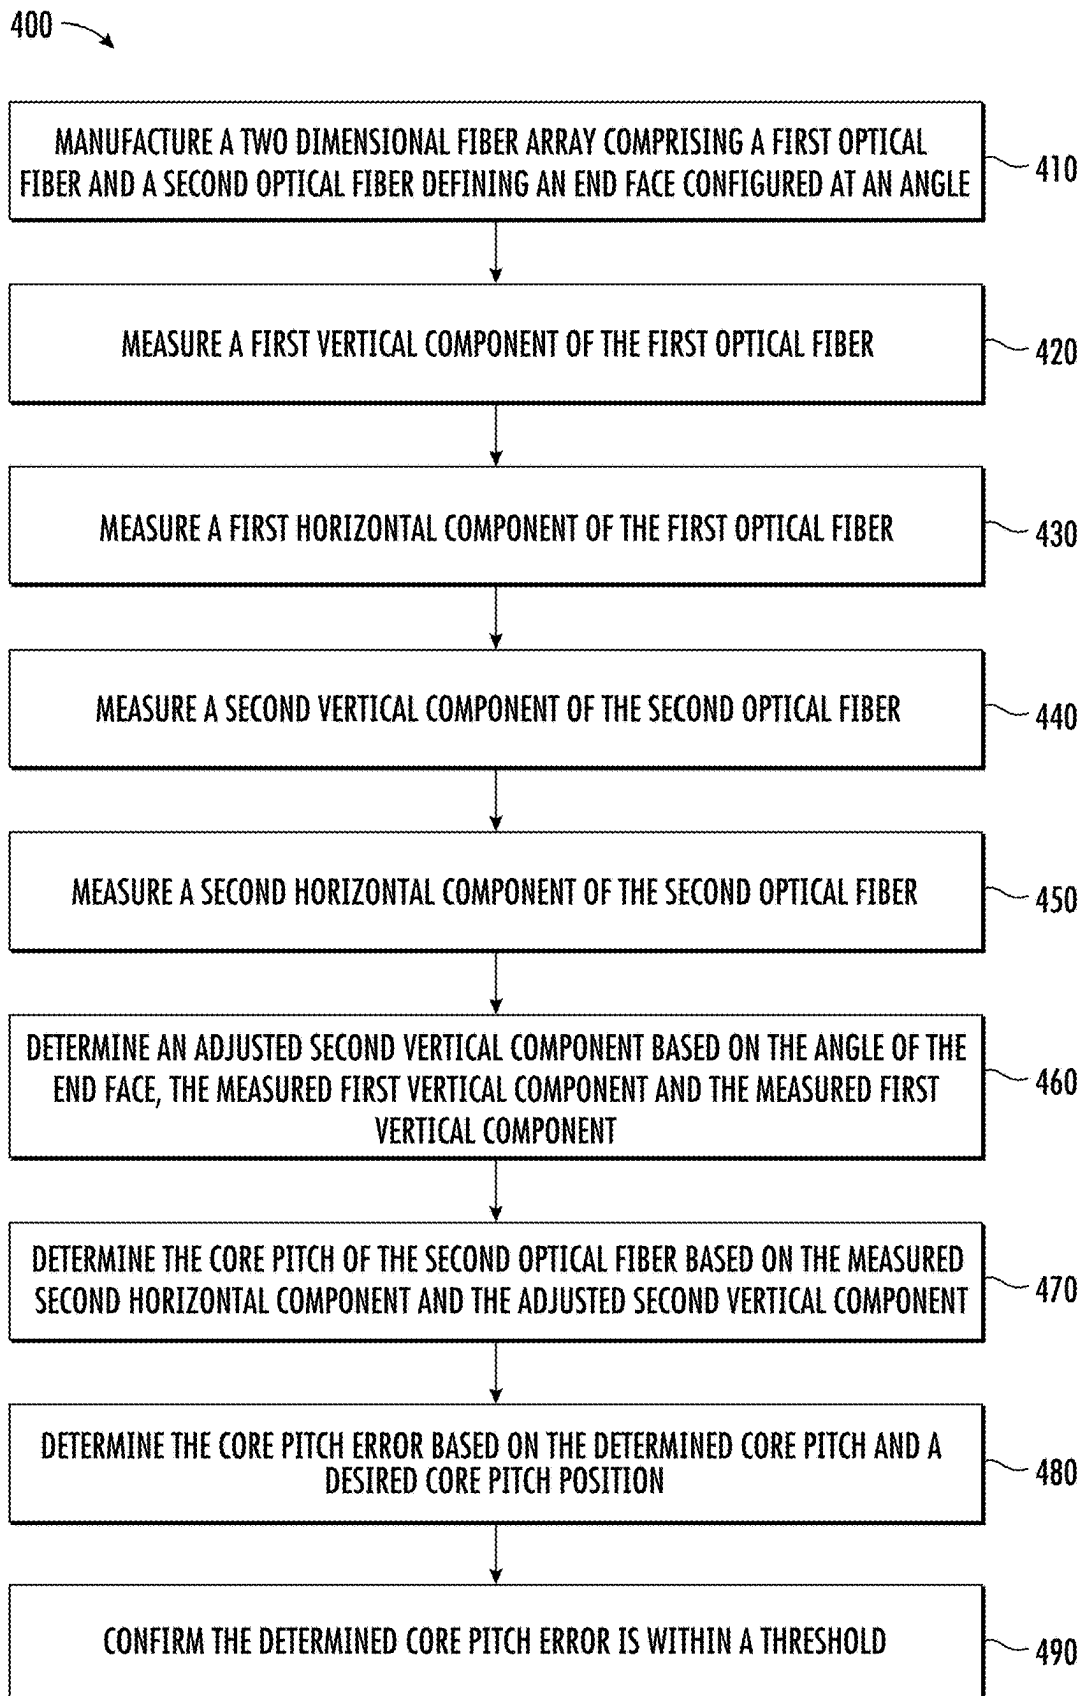 400
MANUFACTURE A TWO DIMENSIONAL FIBER ARRAY COMPRISING A FIRST OPTICAL
FIBER AND A SECOND OPTICAL FIBER DEFINING AN END FACE CONFIGURED AT AN ANGLE
410
MEASURE A FIRST VERTICAL COMPONENT OF THE FIRST OPTICAL FIBER
420
MEASURE A FIRST HORIZONTAL COMPONENT OF THE FIRST OPTICAL FIBER
430
MEASURE A SECOND VERTICAL COMPONENT OF THE SECOND OPTICAL FIBER
440
MEASURE A SECOND HORIZONTAL COMPONENT OF THE SECOND OPTICAL FIBER
450
DETERMINE AN ADJUSTED SECOND VERTICAL COMPONENT BASED ON THE ANGLE OF THE
END FACE, THE MEASURED FIRST VERTICAL COMPONENT AND THE MEASURED FIRST
VERTICAL COMPONENT
460
DETERMINE THE CORE PITCH OF THE SECOND OPTICAL FIBER BASED ON THE MEASURED
SECOND HORIZONTAL COMPONENT AND THE ADJUSTED SECOND VERTICAL COMPONENT
470
DETERMINE THE CORE PITCH ERROR BASED ON THE DETERMINED CORE PITCH AND A
DESIRED CORE PITCH POSITION
480
CONFIRM THE DETERMINED CORE PITCH ERROR IS WITHIN A THRESHOLD
490